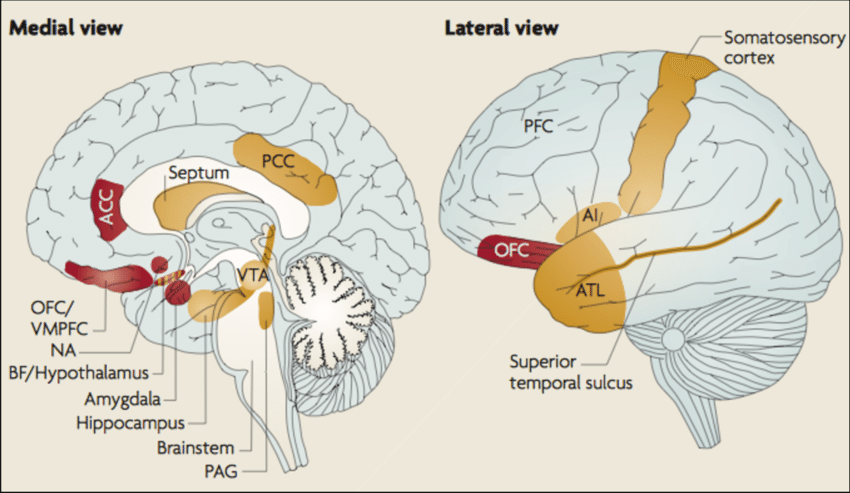 Medial view
Septum
PCC
ACC
VTA
OFC/
VMPFC
NA
BF/Hypothalamus
Amygdala
Hippocampus
Brainstem
PAG
Lateral view
Somatosensory
cortex
PFC
AI
OFC
ATL
Superior
temporal sulcus